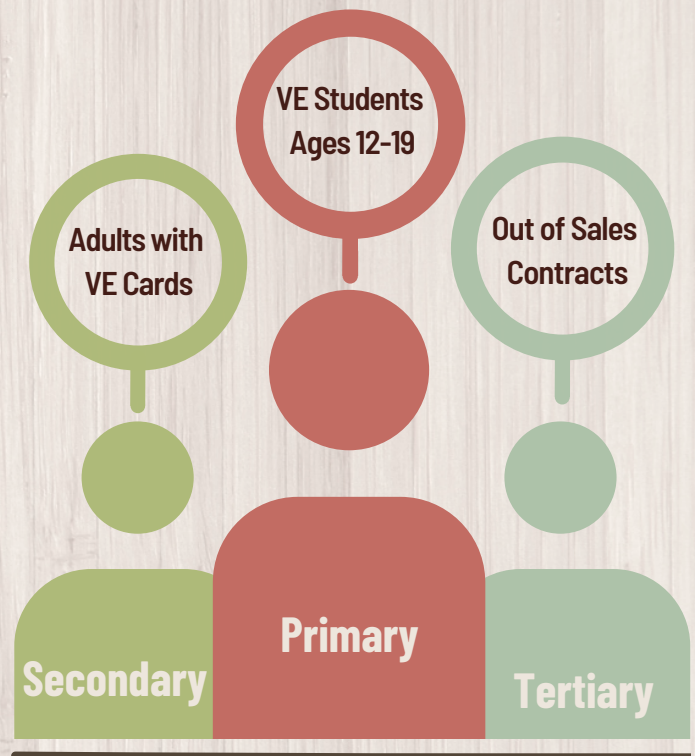 VE Students
Ages 12-19
Adults with
VE Cards
Out of Sales
Contracts
Primary
Secondary
Tertiary